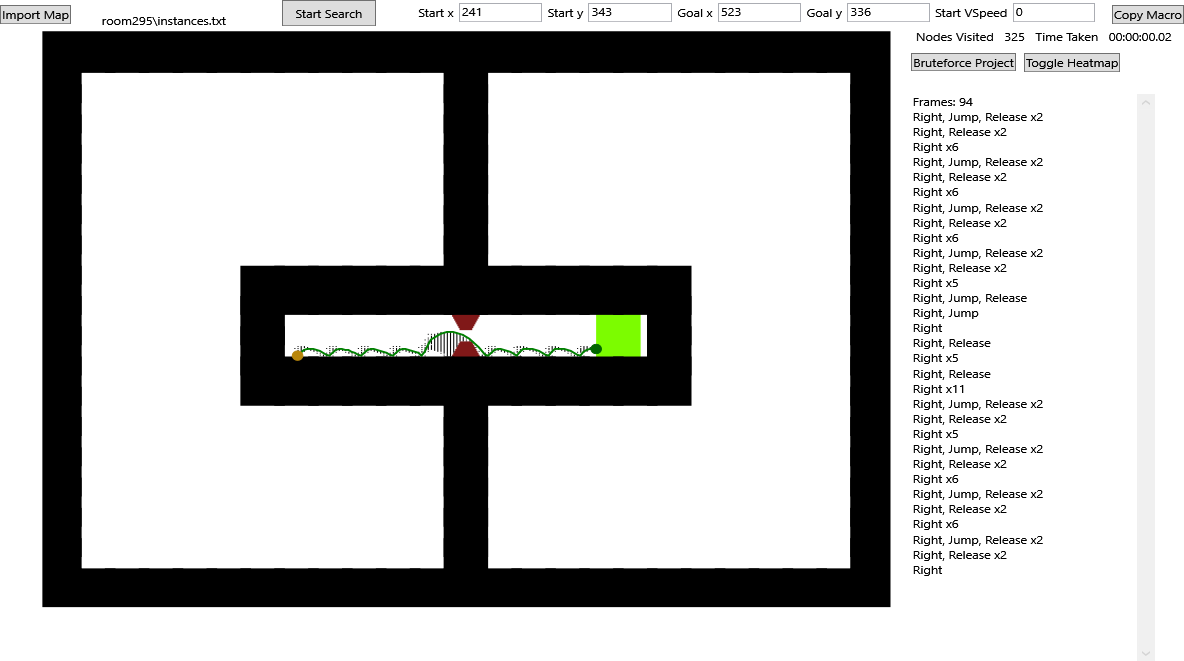 Import Map
room295\instances.txt
Start Search
Start x 241 Start y 343 Goal x 523 Goal y 336 Start VSpeed 0
Copy Macro
Nodes Visited 325 Time Taken 00:00:00.02
Bruteforce Project Toggle Heatmap
Frames: 94
Right, Jump, Release x2
Right, Release x2
Right x6
Right, Jump, Release x2
Right, Release x2
Right x6
Right, Jump, Release x2
Right, Release x2
Right x6
Right, Jump, Release x2
Right, Release x2
Right x5
Right, Jump, Release
Right, Jump
Right
Right, Release
Right x5
Right, Release
Right x11
Right, Jump, Release x2
Right, Release x2
Right x5
Right, Jump, Release x2
Right, Release x2
Right x6
Right, Jump, Release x2
Right, Release x2
Right x6
Right, Jump, Release x2
Right, Release x2
Right